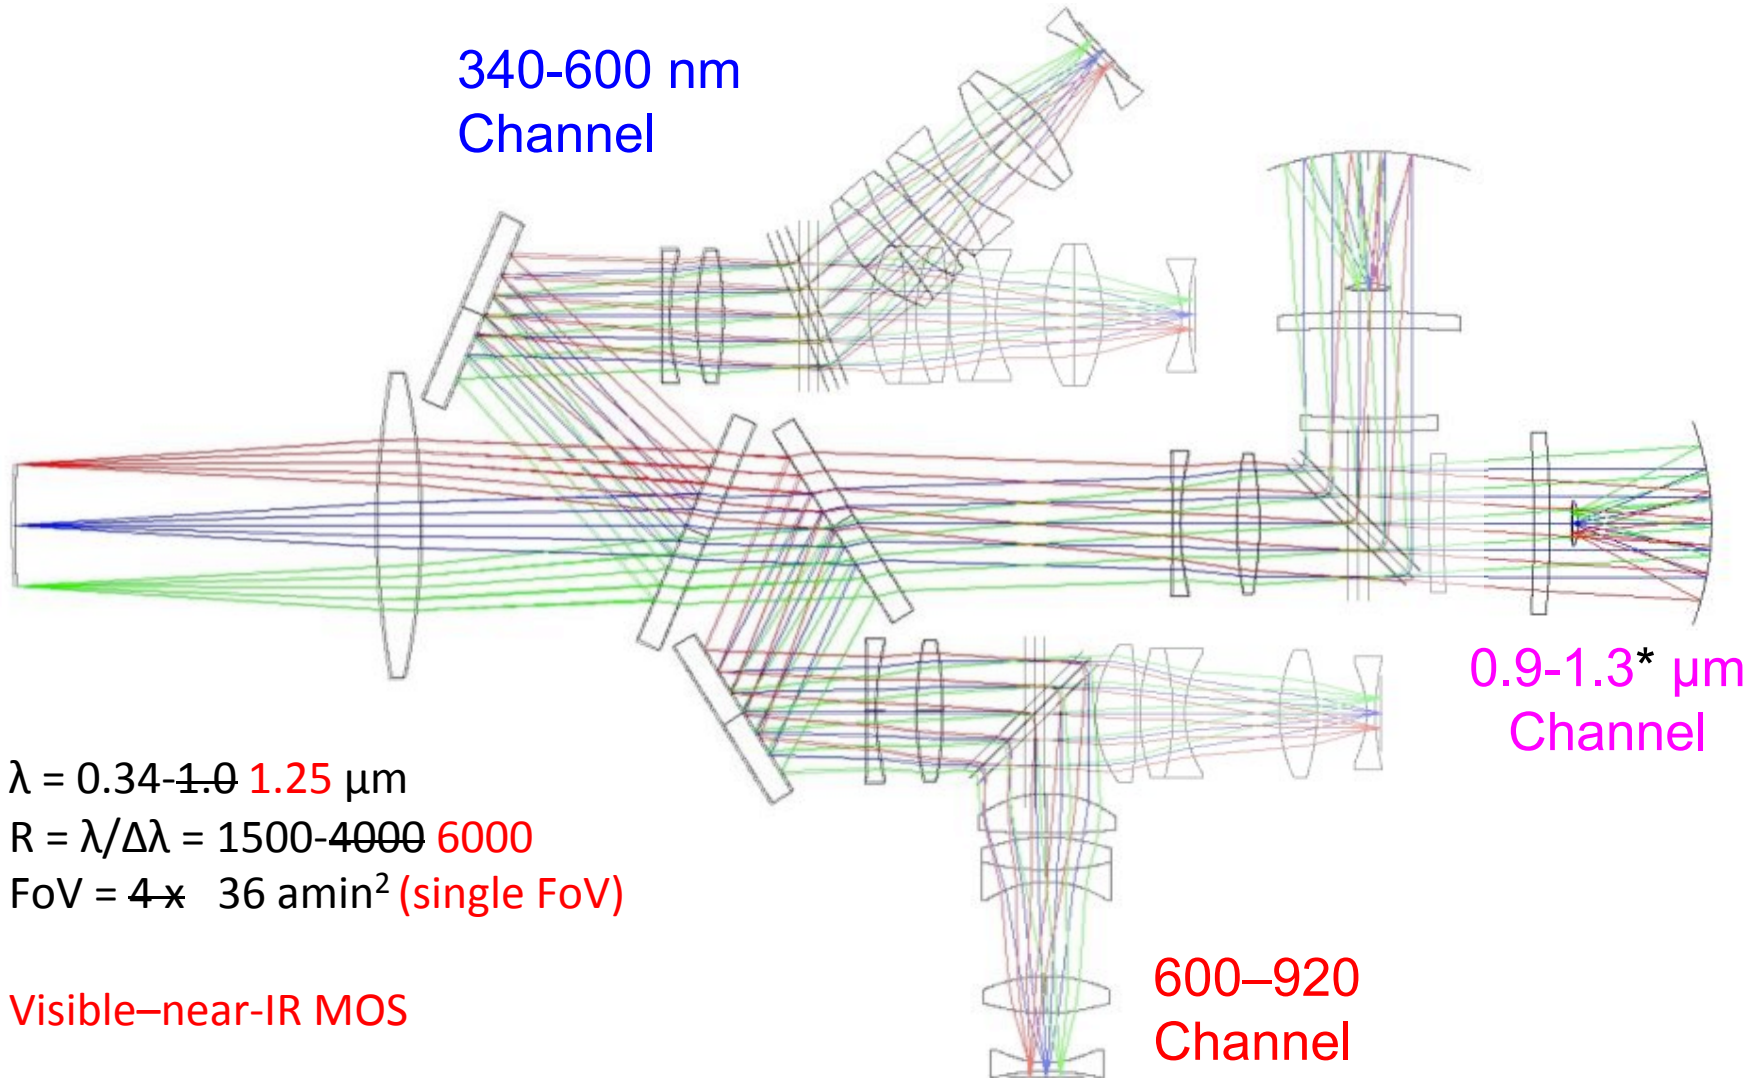 340-600 nm
Channel
0.9-1.3* μm
Channel
λ = 0.34-1.0 1.25 μm
R = λ/Δλ = 1500-4000 6000
FoV = 4 x 36 amin² (single FoV)
Visible–near-IR MOS
600–920
Channel